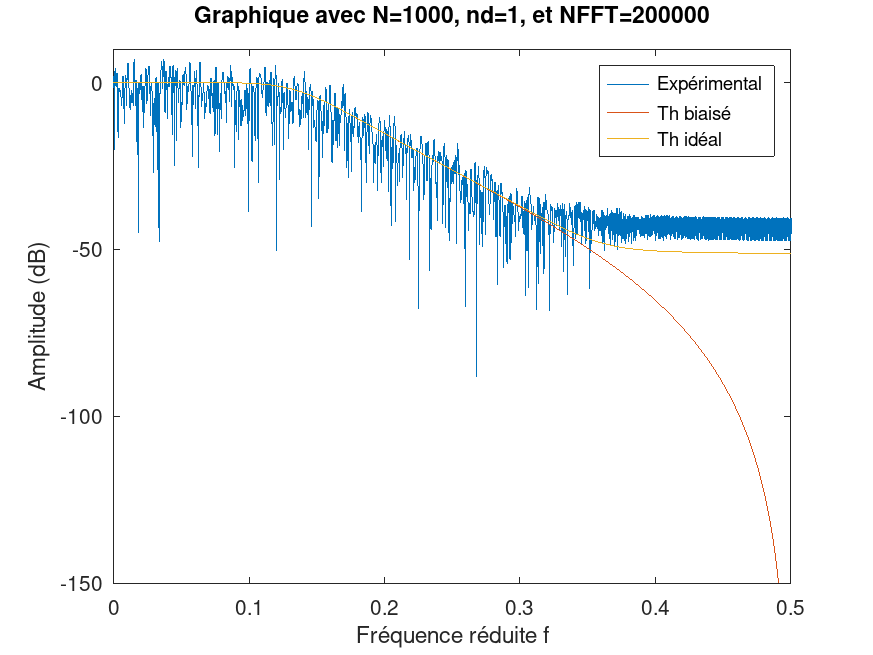 Graphique avec N=1000, nd=1, et NFFT=200000
Expérimental
Th biaisé
Th idéal
0
-50
-100
-150
Amplitude (dB)
0 0.1 0.2 0.3 0.4 0.5
Fréquence réduite f